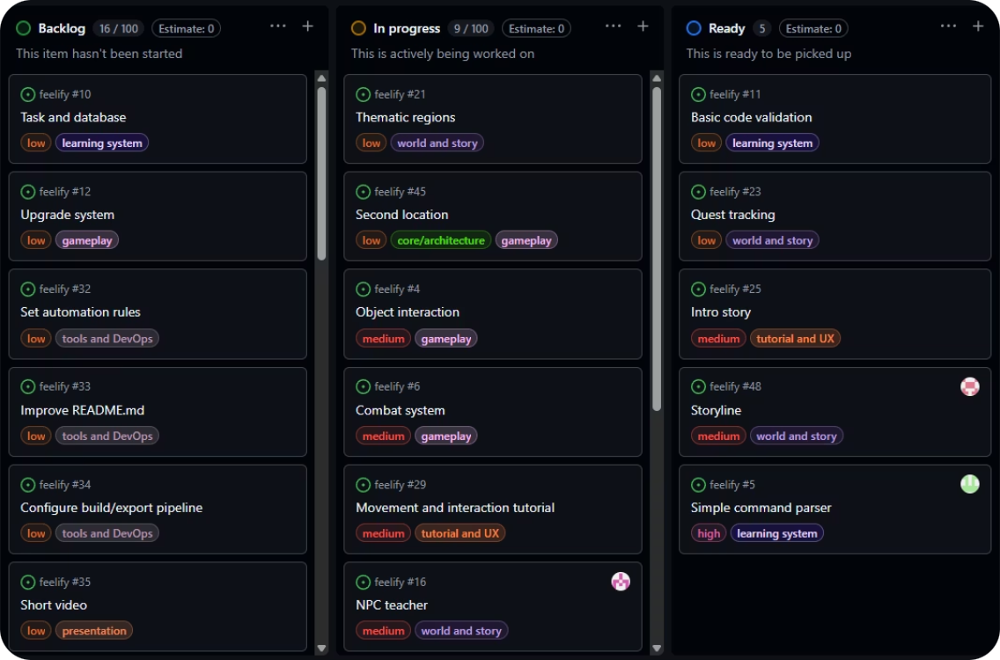 Backlog 16 / 100 Estimate: 0
This item hasn't been started
feelify #10
Task and database
low learning system
feelify #12
Upgrade system
low gameplay
feelify #32
Set automation rules
low tools and DevOps
feelify #33
Improve README.md
low tools and DevOps
feelify #34
Configure build/export pipeline
low tools and DevOps
feelify #35
Short video
low presentation
In progress 9 / 100 Estimate: 0
This is actively being worked on
feelify #21
Thematic regions
low world and story
feelify #45
Second location
low core/architecture gameplay
feelify #4
Object interaction
medium gameplay
feelify #6
Combat system
medium gameplay
feelify #29
Movement and interaction tutorial
medium tutorial and UX
feelify #16
NPC teacher
medium world and story
Ready 5 Estimate: 0
This is ready to be picked up
feelify #11
Basic code validation
low learning system
feelify #23
Quest tracking
low world and story
feelify #25
Intro story
medium tutorial and UX
feelify #48
Storyline
medium world and story
feelify #5
Simple command parser
high learning system